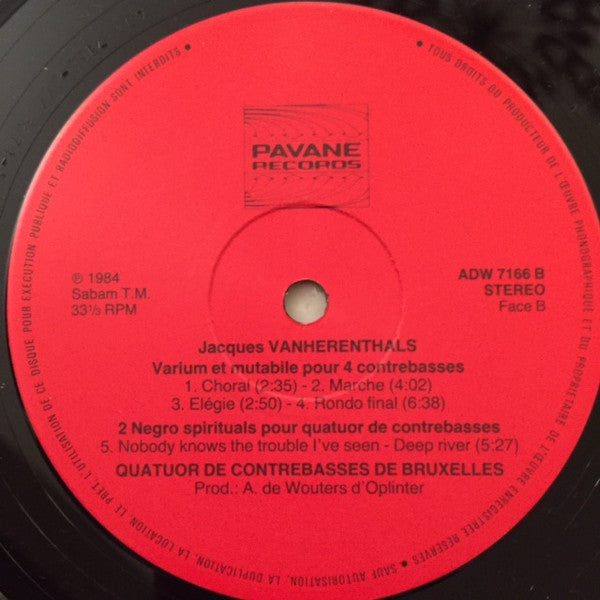 • TOUS DROITS DU PRODUCTEUR DE L'ŒUVRE PHONOGRAPHIQUE ET DU PROPRIETAIRE DE L'ŒUVRE ENREGISTREE RESERVES • SAUF AUTORISATION, LA DUPLICATION, LA LOCATION, LE PRET, L'UTILISATION DE CE DISQUE POUR EXECUTION PUBLIQUE ET RADIODIFFUSION SONT INTERDITS •
PAVANE
RECORDS
℗ 1984
Sabam T.M.
33⅓ RPM
ADW 7166 B
STEREO
Face B
Jacques VANHERENTHALS
Varium et mutabile pour 4 contrebasses
1. Choral (2:35) - 2. Marche (4:02)
3. Elégie (2:50) - 4. Rondo final (6:38)
2 Negro spirituals pour quatuor de contrebasses
5. Nobody knows the trouble I've seen - Deep river (5:27)
QUATUOR DE CONTREBASSES DE BRUXELLES
Prod.: A. de Wouters d'Oplinter